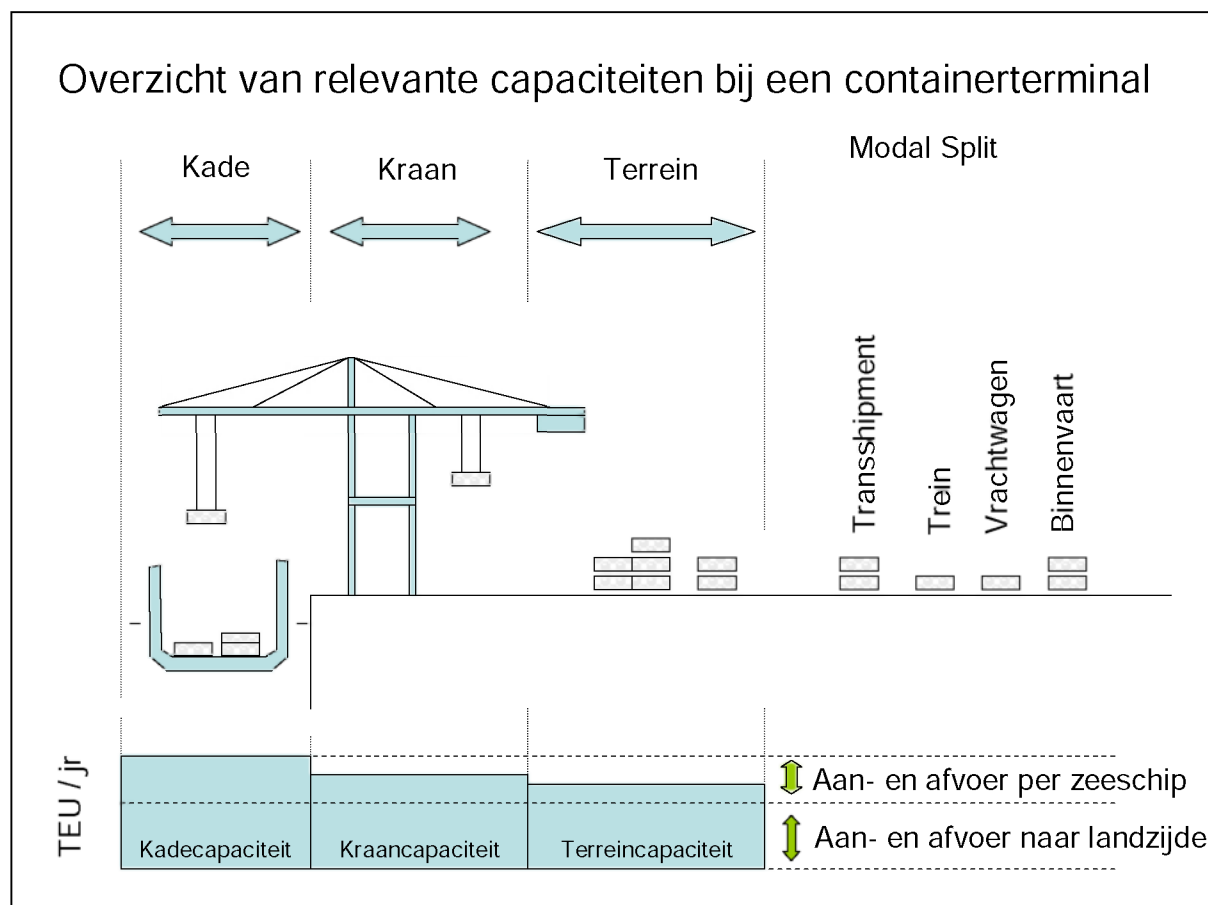 Overzicht van relevante capaciteiten bij een containerterminal
Kade
Kraan
Terrein
Modal Split
Transshipment
Trein
Vrachtwagen
Binnenvaart
TEU / jr
Kadecapaciteit
Kraancapaciteit
Terreincapaciteit
Aan- en afvoer per zeeschip
Aan- en afvoer naar landzijde